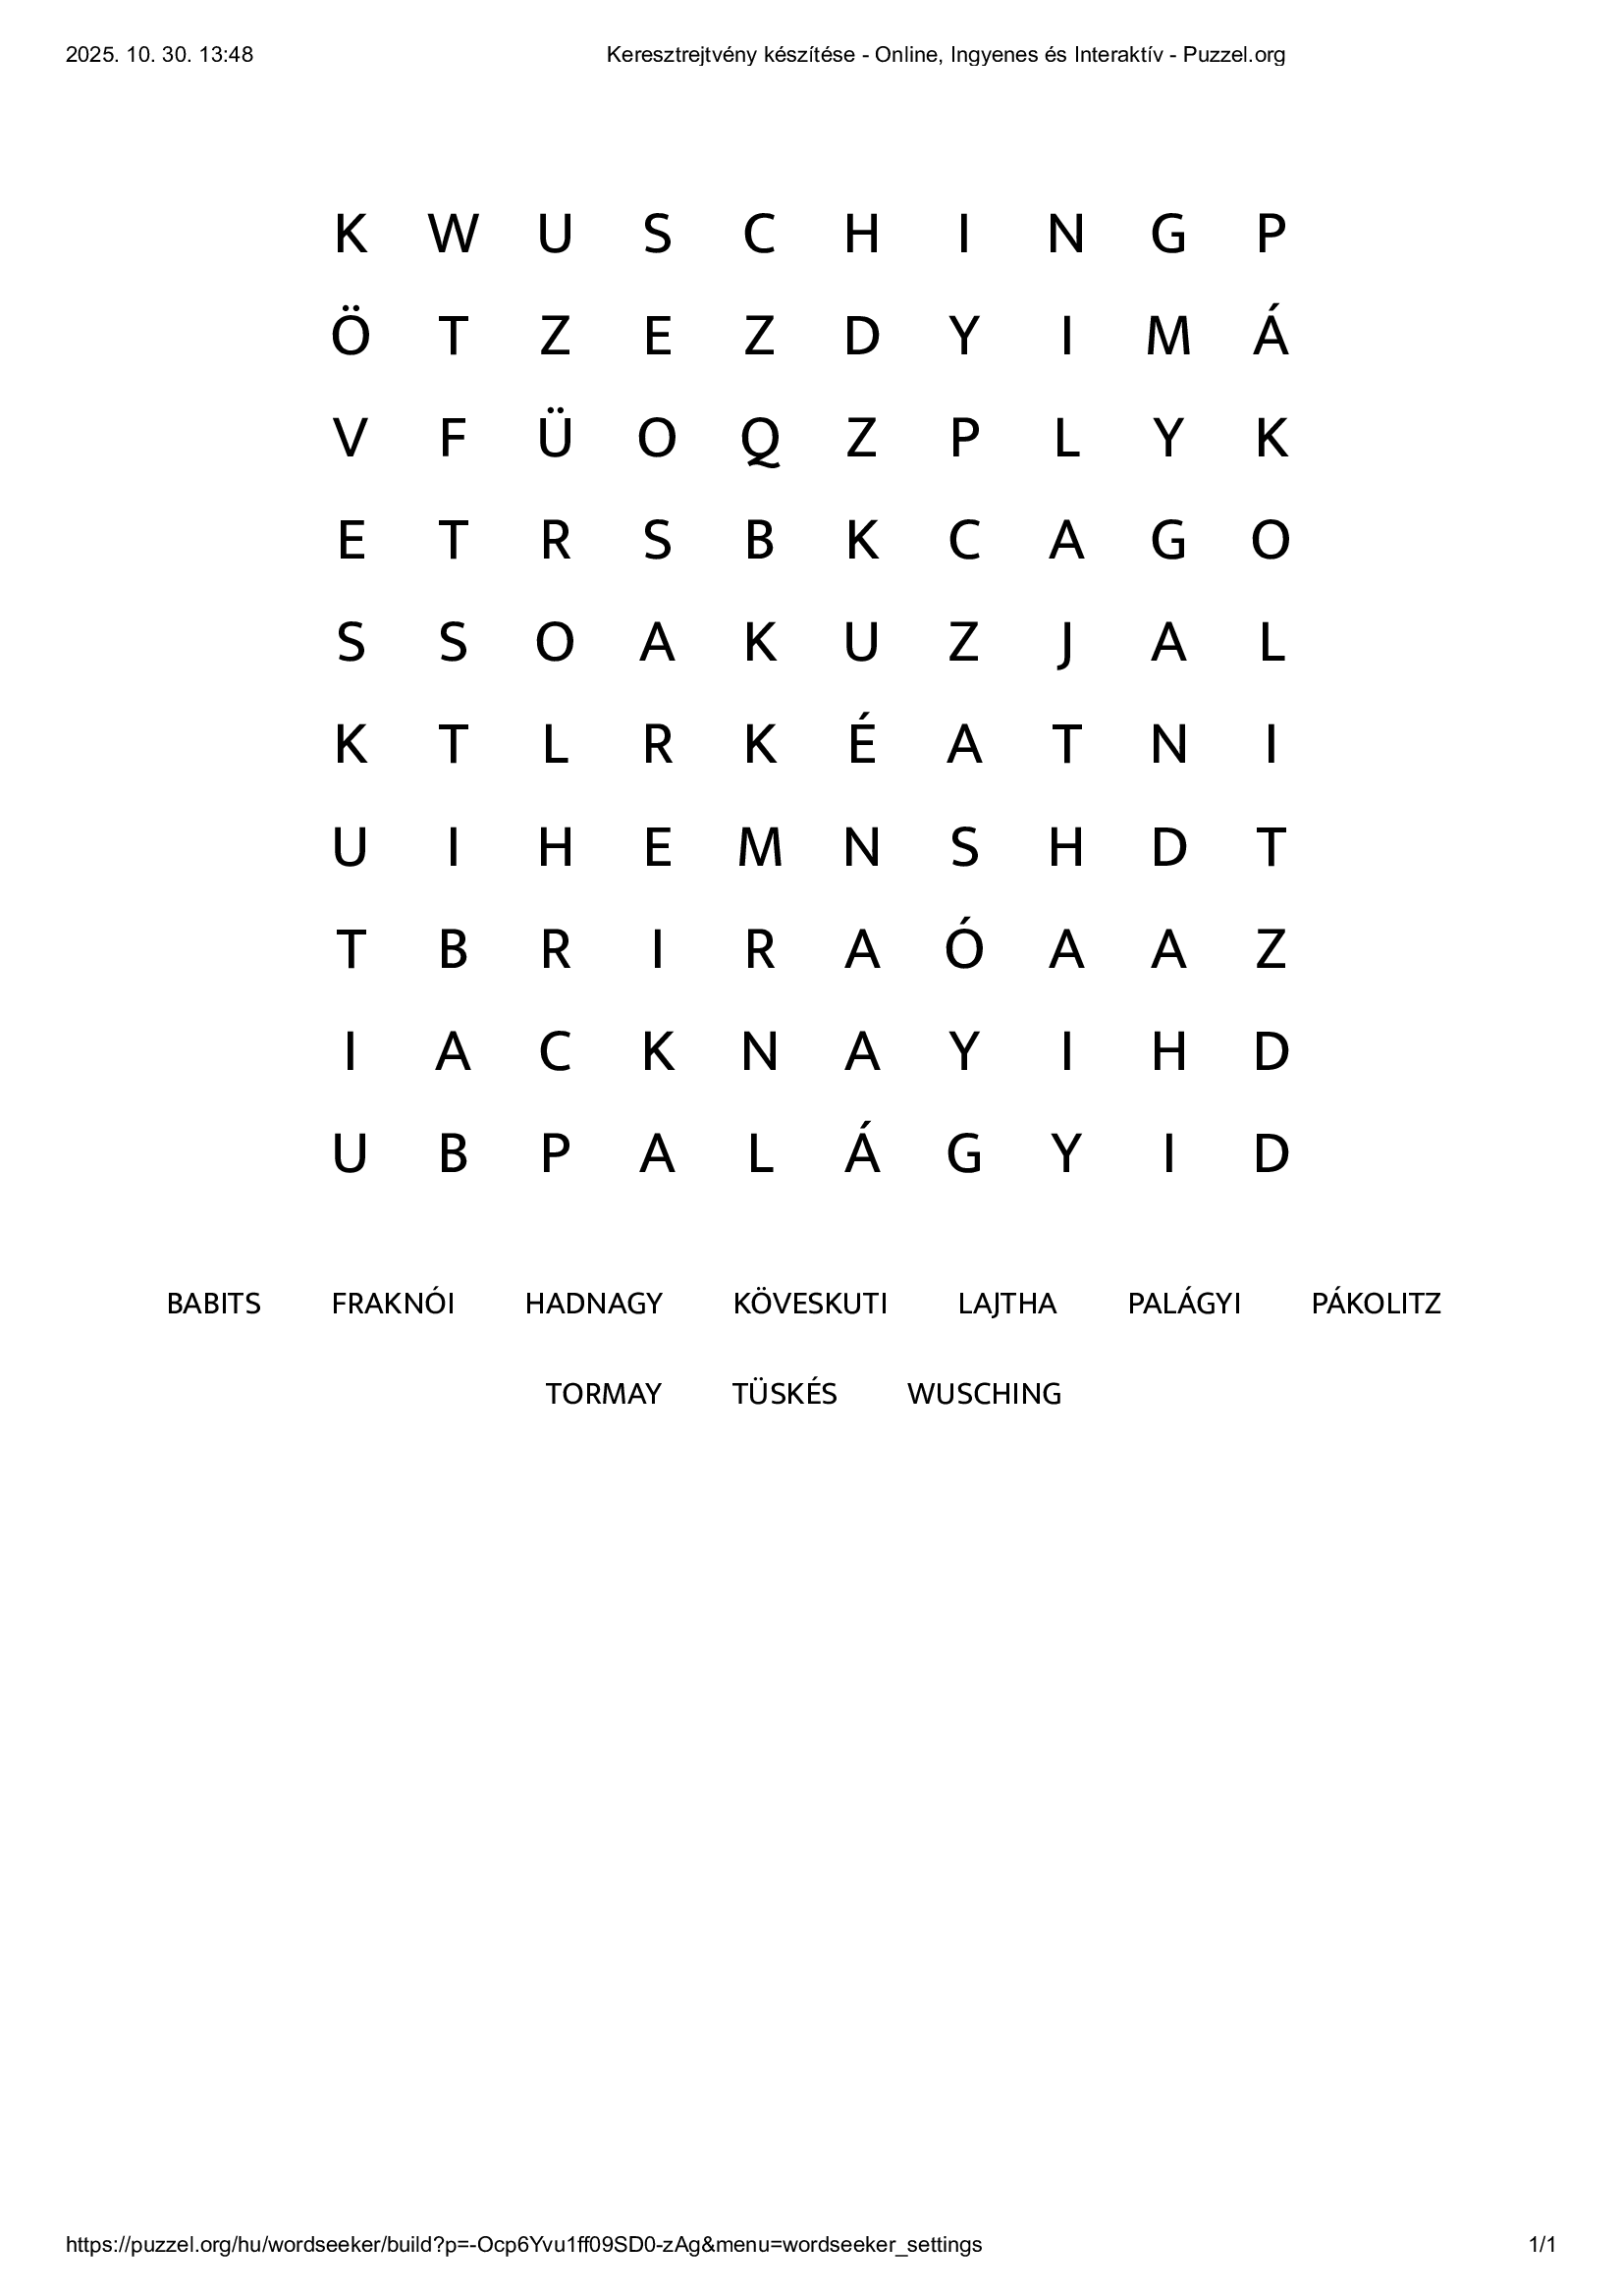 2025. 10. 30. 13:48 Keresztrejtvény készítése - Online, Ingyenes és Interaktív - Puzzel.org
K W U S C H I N G P
Ö T Z E Z D Y I M Á
V F Ü O Q Z P L Y K
E T R S B K C A G O
S S O A K U Z J A L
K T L R K É A T N I
U I H E M N S H D T
T B R I R A Ó A A Z
I A C K N A Y I H D
U B P A L Á G Y I D
BABITS FRAKNÓI HADNAGY KÖVESKUTI LAJTHA PALÁGYI PÁKOLITZ
TORMAY TÜSKÉS WUSCHING
https://puzzel.org/hu/wordseeker/build?p=-Ocp6Yvu1ff09SD0-zAg&menu=wordseeker_settings 1/1